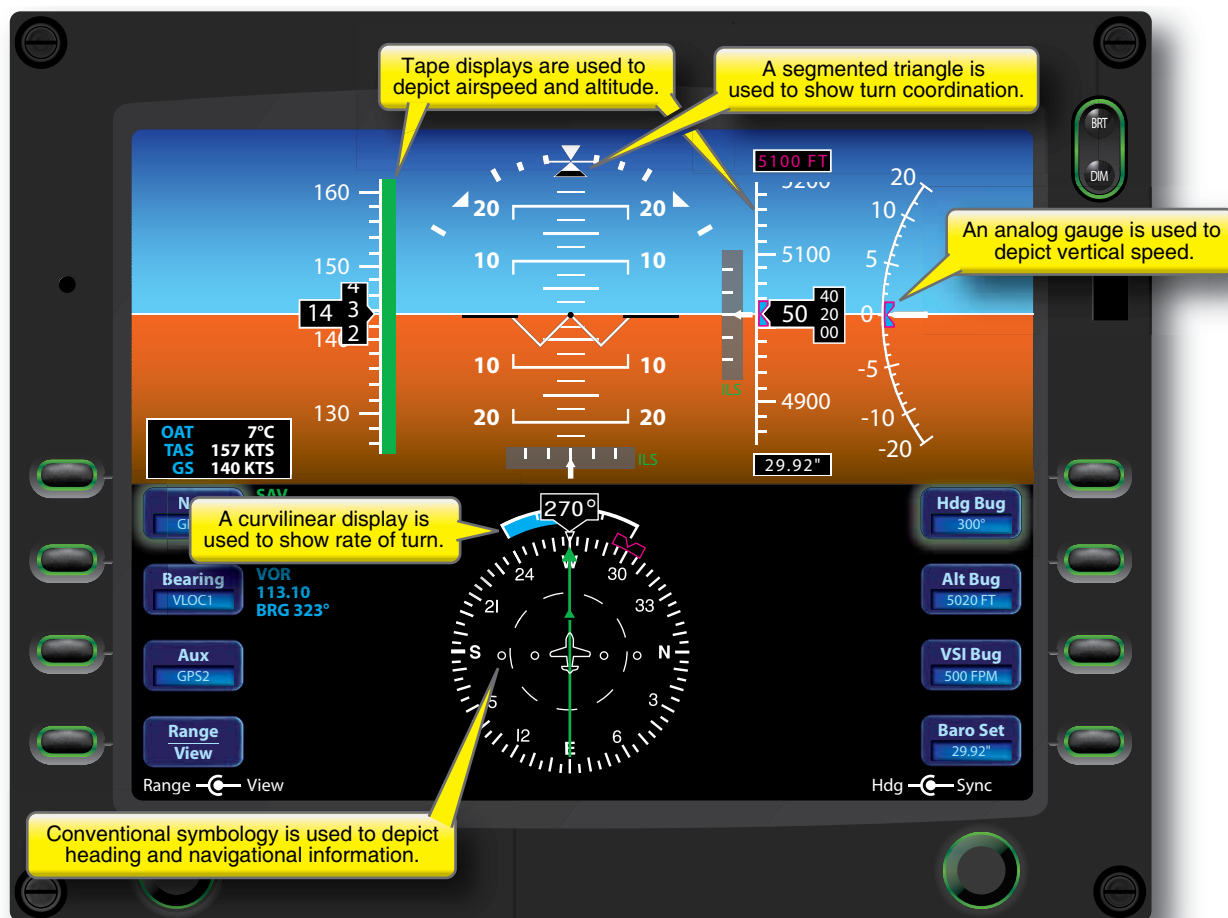 Tape displays are used to
depict airspeed and altitude.
A segmented triangle is
used to show turn coordination.
BRT
DIM
5100 FT
160
150
140
130
14
4
3
2
20 20
10 10
10 10
20 20
5200
5100
4900
50
40
20
00
20
10
5
0
-5
-10
-20
An analog gauge is used to
depict vertical speed.
ILS
ILS
29.92"
OAT 7°C
TAS 157 KTS
GS 140 KTS
SAV
270°
A curvilinear display is
used to show rate of turn.
Bearing
VLOC1
VOR
113.10
BRG 323°
Aux
GPS2
Range
View
Range View
W
30
33
N
3
6
E
12
S
21
24
Hdg Bug
300°
Alt Bug
5020 FT
VSI Bug
500 FPM
Baro Set
29.92"
Hdg Sync
Conventional symbology is used to depict
heading and navigational information.